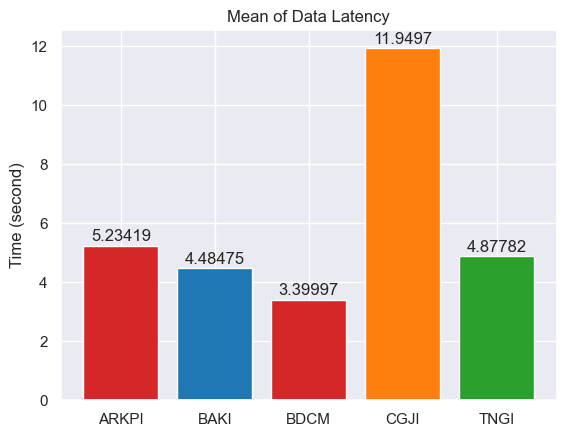 Mean of Data Latency
Time (second)
12
10
8
6
4
2
0
5.23419
4.48475
3.39997
11.9497
4.87782
ARKPI
BAKI
BDCM
CGJI
TNGI